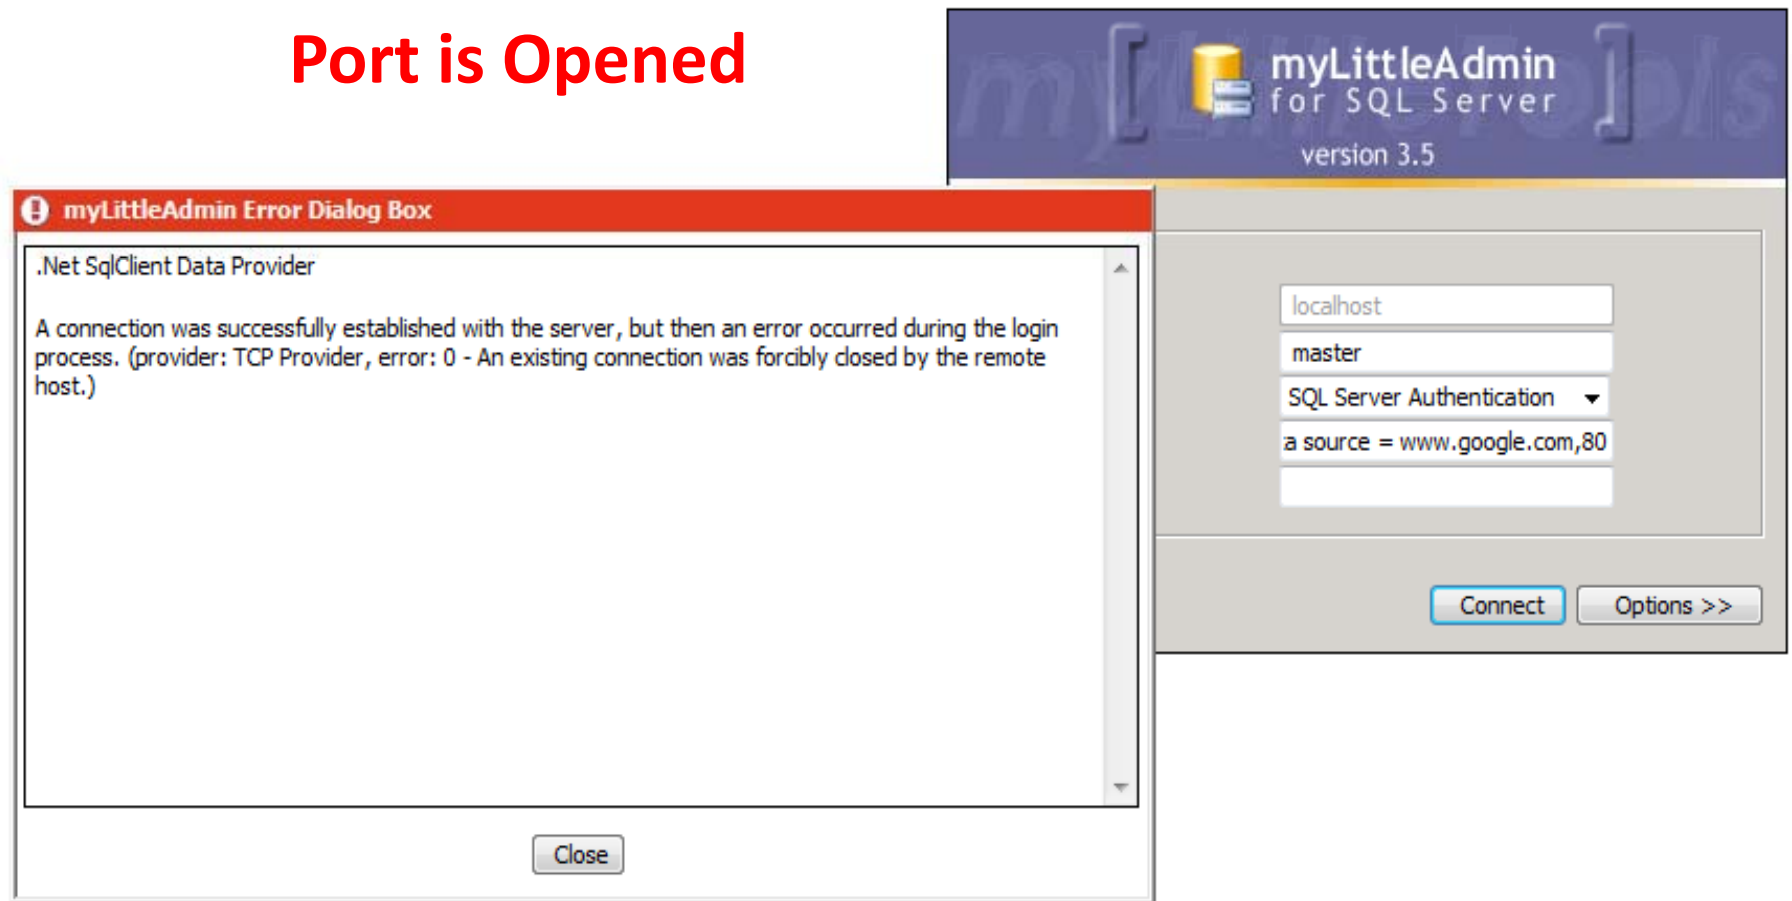 Port is Opened
myLittleAdmin
for SQL Server
version 3.5
myLittleTools
myLittleAdmin Error Dialog Box
.Net SqlClient Data Provider
A connection was successfully established with the server, but then an error occurred during the login
process. (provider: TCP Provider, error: 0 - An existing connection was forcibly closed by the remote
host.)
localhost
master
SQL Server Authentication
a source = www.google.com,80
Connect
Options >>
Close